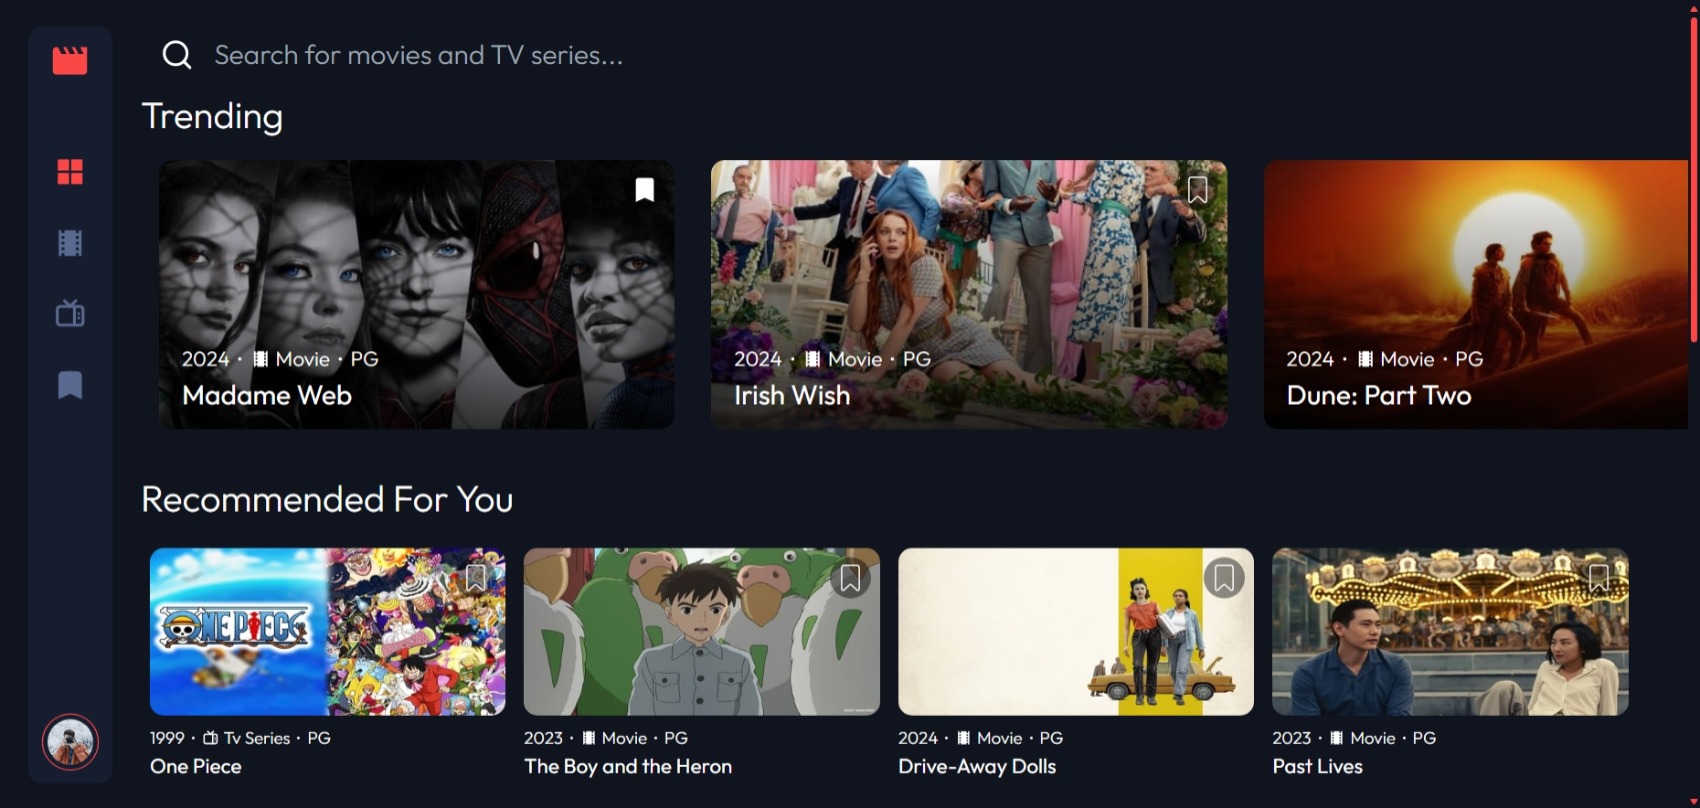 Search for movies and TV series...
Trending
2024 · Movie · PG
Madame Web
2024 · Movie · PG
Irish Wish
2024 · Movie · PG
Dune: Part Two
Recommended For You
ONE PIECE
1999 · Tv Series · PG
One Piece
2023 · Movie · PG
The Boy and the Heron
2024 · Movie · PG
Drive-Away Dolls
2023 · Movie · PG
Past Lives